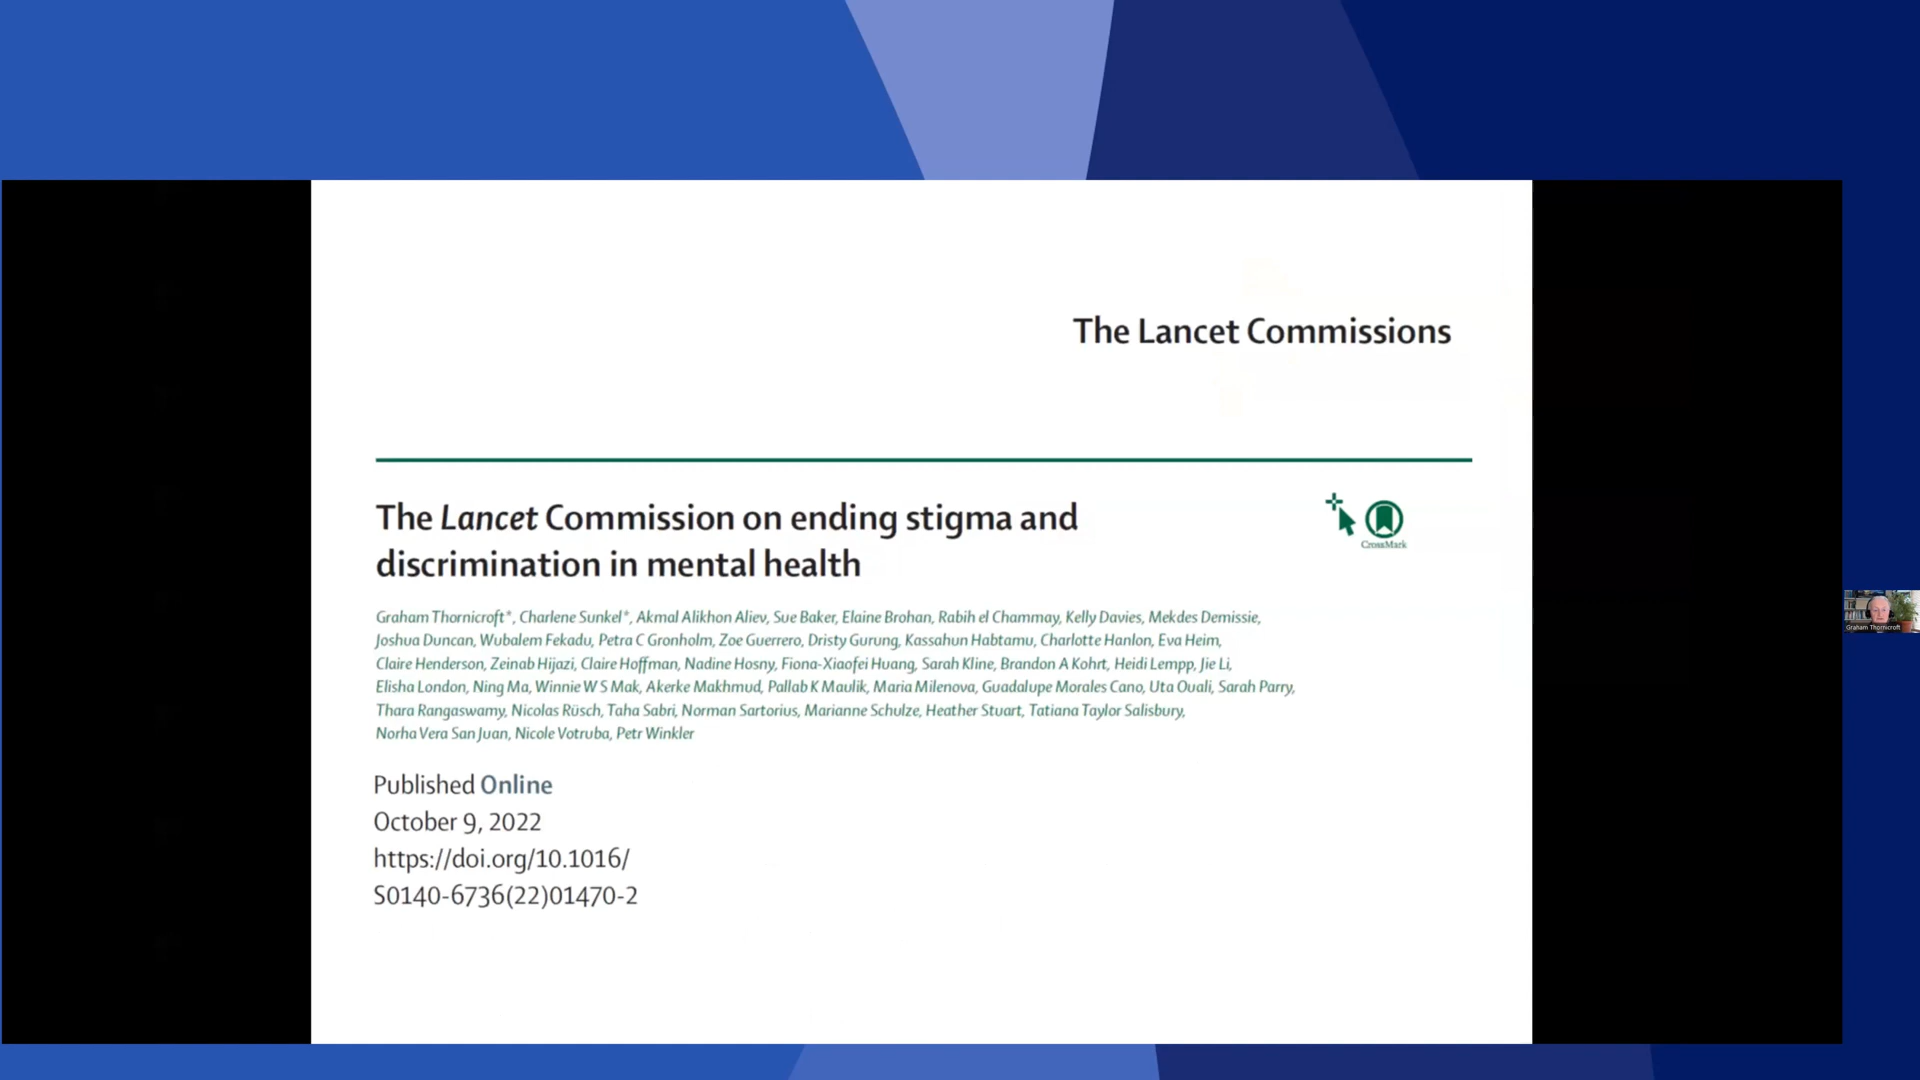 The Lancet Commissions
The Lancet Commission on ending stigma and
discrimination in mental health
CrossMark
Graham Thornicroft*, Charlene Sunkel*, Akmal Alikhon Aliev, Sue Baker, Elaine Brohan, Rabih el Chammay, Kelly Davies, Mekdes Demissie,
Joshua Duncan, Wubalem Fekadu, Petra C Gronholm, Zoe Guerrero, Dristy Gurung, Kassahun Habtamu, Charlotte Hanlon, Eva Heim,
Claire Henderson, Zeinab Hijazi, Claire Hoffman, Nadine Hosny, Fiona-Xiaofei Huang, Sarah Kline, Brandon A Kohrt, Heidi Lempp, Jie Li,
Elisha London, Ning Ma, Winnie W S Mak, Akerke Makhmud, Pallab K Maulik, Maria Milenova, Guadalupe Morales Cano, Uta Ouali, Sarah Parry,
Thara Rangaswamy, Nicolas Rüsch, Taha Sabri, Norman Sartorius, Marianne Schulze, Heather Stuart, Tatiana Taylor Salisbury,
Norha Vera San Juan, Nicole Votruba, Petr Winkler
Published Online
October 9, 2022
https://doi.org/10.1016/
S0140-6736(22)01470-2
Graham Thornicroft